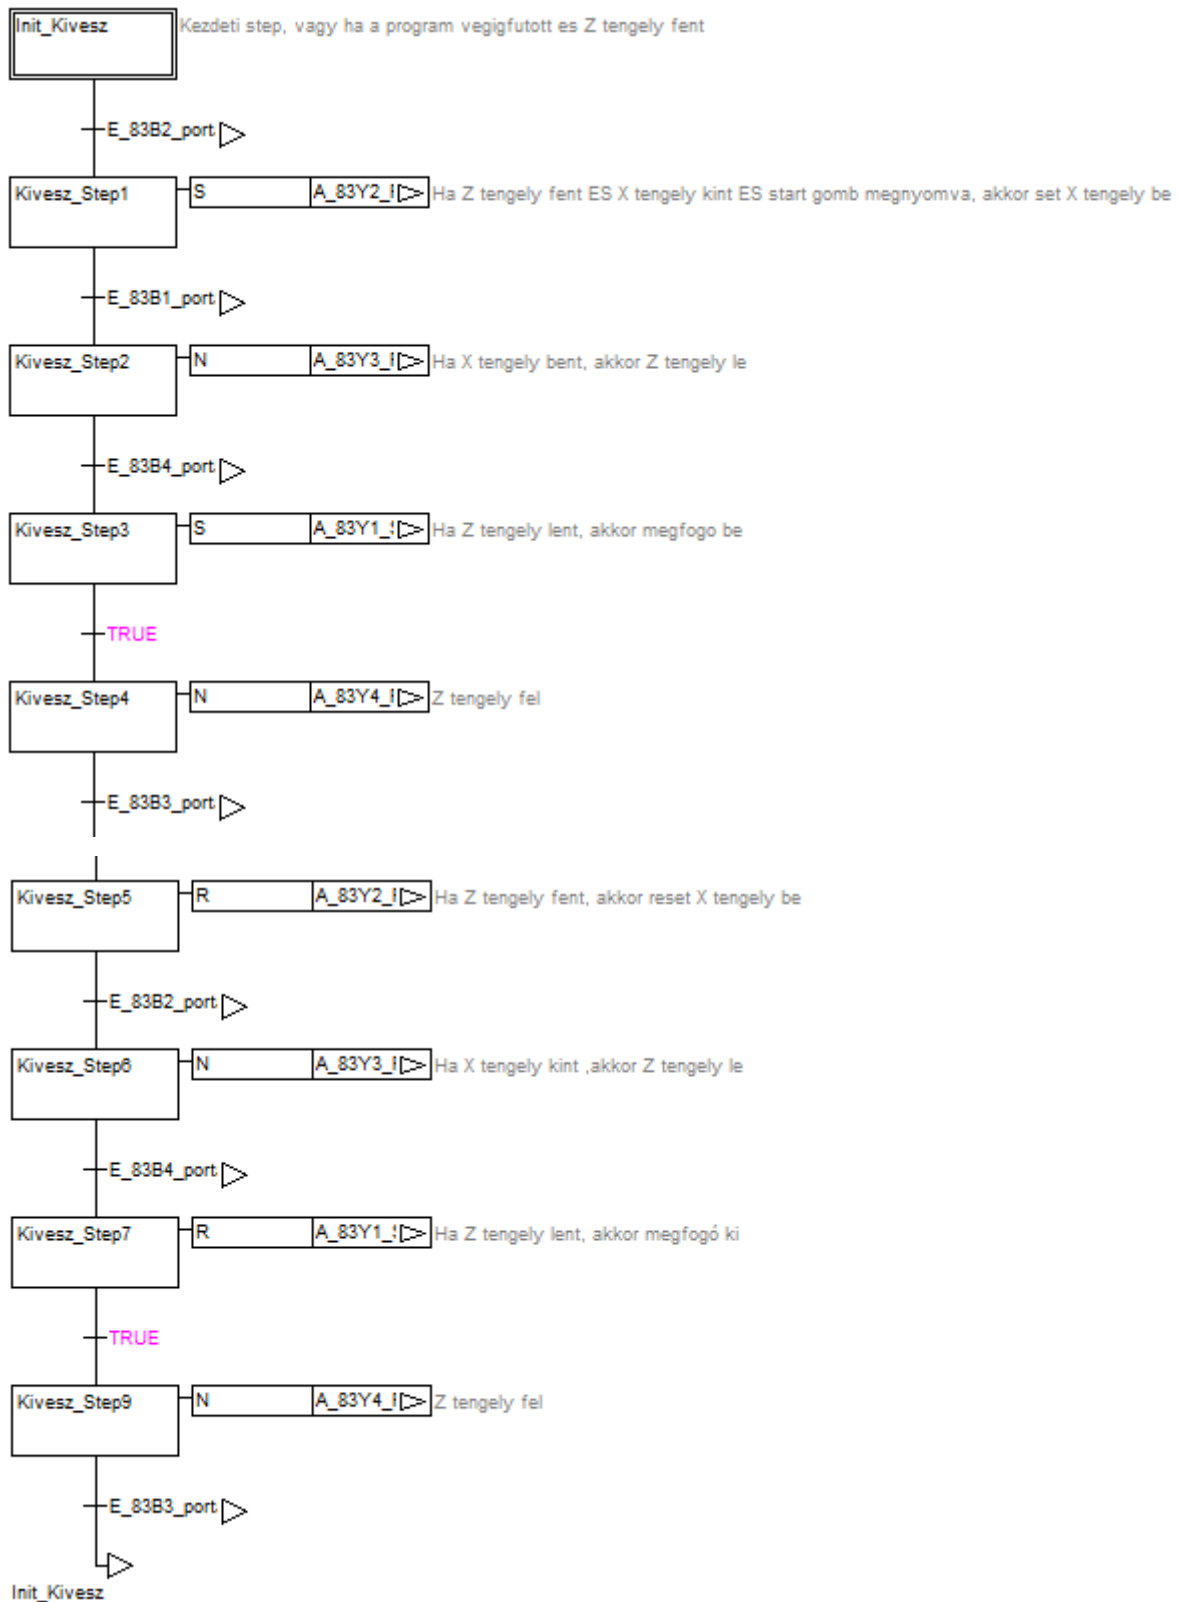 Init_Kivesz Kezdeti step, vagy ha a program vegigfutott es Z tengely fent
E_83B2_port
Kivesz_Step1 S A_83Y2_ Ha Z tengely fent ES X tengely kint ES start gomb megnyomva, akkor set X tengely be
E_83B1_port
Kivesz_Step2 N A_83Y3_ Ha X tengely bent, akkor Z tengely le
E_83B4_port
Kivesz_Step3 S A_83Y1_ Ha Z tengely lent, akkor megfogo be
TRUE
Kivesz_Step4 N A_83Y4_ Z tengely fel
E_83B3_port
Kivesz_Step5 R A_83Y2_ Ha Z tengely fent, akkor reset X tengely be
E_83B2_port
Kivesz_Step6 N A_83Y3_ Ha X tengely kint ,akkor Z tengely le
E_83B4_port
Kivesz_Step7 R A_83Y1_ Ha Z tengely lent, akkor megfogó ki
TRUE
Kivesz_Step9 N A_83Y4_ Z tengely fel
E_83B3_port
Init_Kivesz